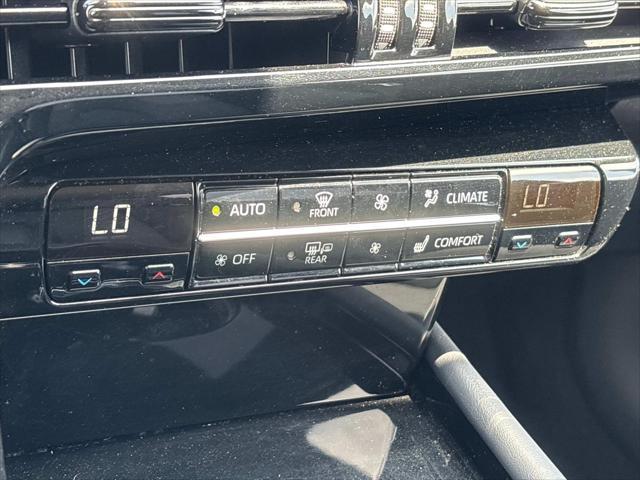 LO AUTO FRONT CLIMATE LO
OFF REAR COMFORT